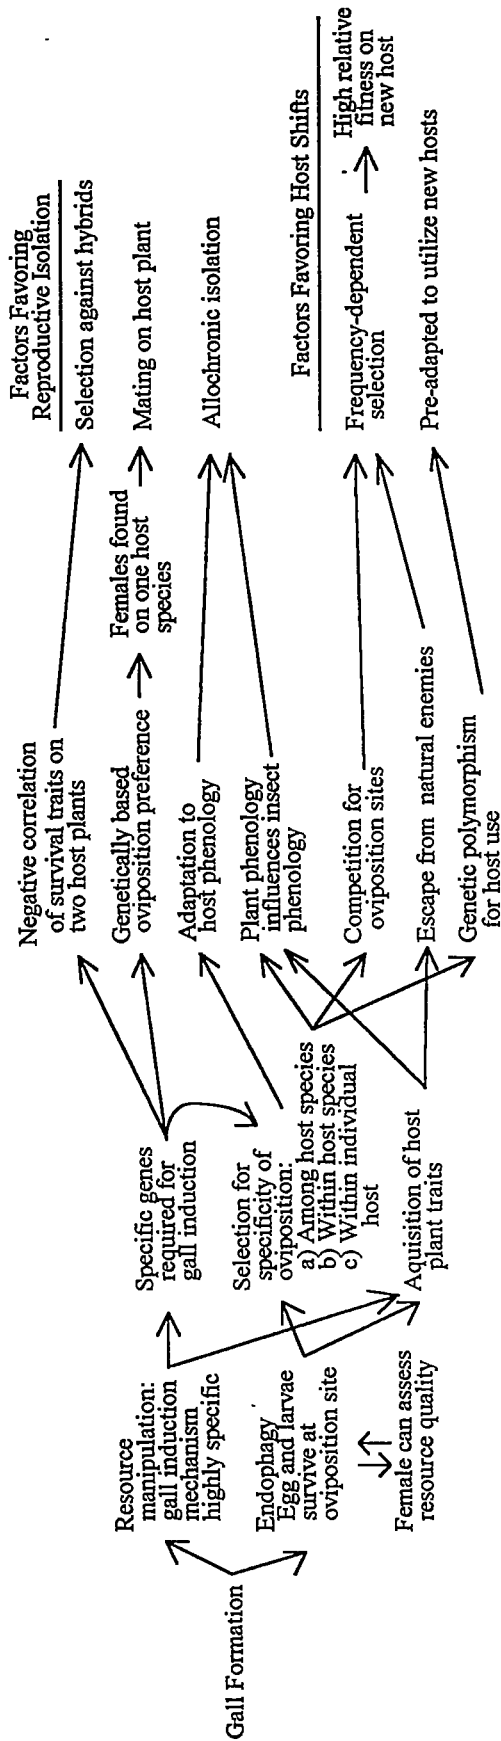 Gall Formation
Resource
manipulation:
gall induction
mechanism
highly specific
Endophagy
Egg and larvae
survive at
oviposition site
Female can assess
resource quality
Specific genes
required for
gall induction
Selection for
specificity of
oviposition:
a) Among host species
b) Within host species
c) Within individual
host
Aquisition of host
plant traits
Negative correlation
of survival traits on
two host plants
Genetically based
oviposition preference
Females found
on one host
species
Adaptation to
host phenology
Plant phenology
influences insect
phenology
Competition for
oviposition sites
Escape from natural enemies
Genetic polymorphism
for host use
Factors Favoring
Reproductive Isolation
Selection against hybrids
Mating on host plant
Allochronic isolation
Factors Favoring Host Shifts
Frequency-dependent
selection
High relative
fitness on
new host
Pre-adapted to utilize new hosts